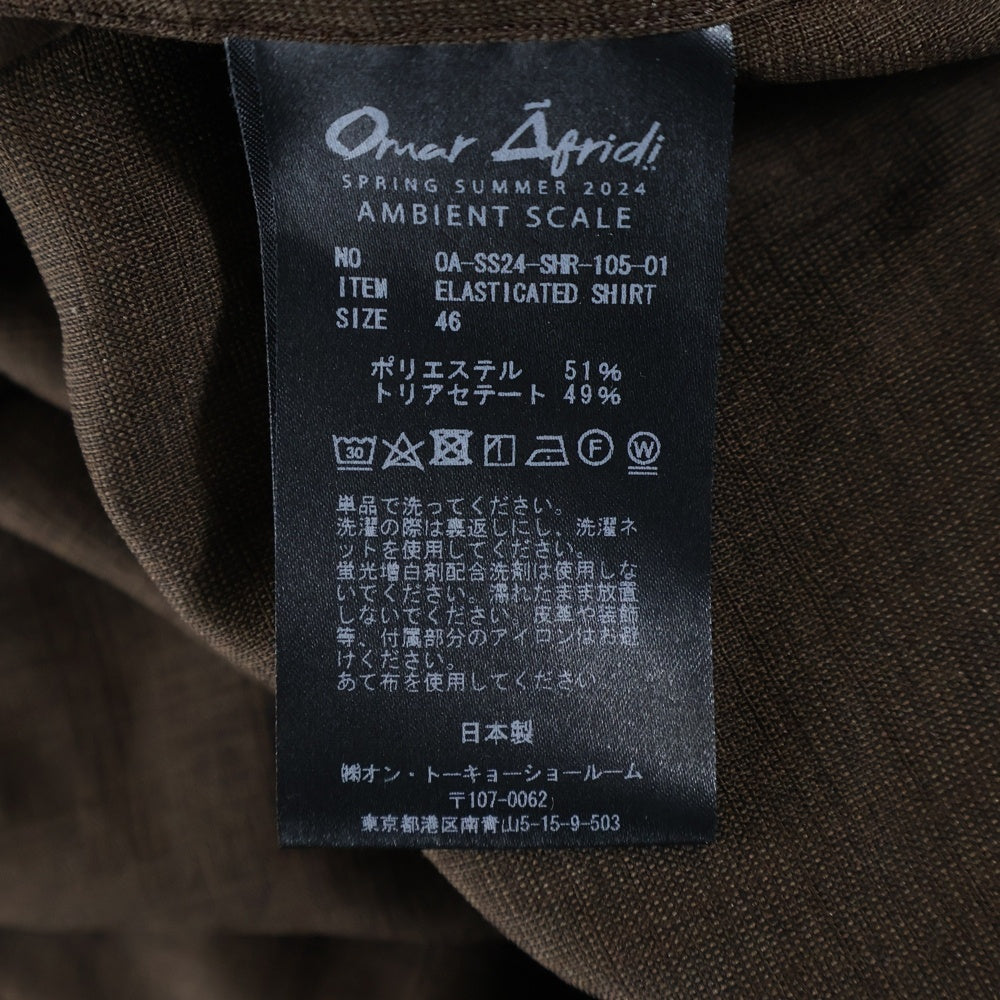 Omar Āfridi
SPRING SUMMER 2024
AMBIENT SCALE
NO OA-SS24-SHR-105-01
ITEM ELASTICATED SHIRT
SIZE 46
ポリエステル 51%
トリアセテート 49%
30 F W
単品で洗ってください。
洗濯の際は裏返しにし、洗濯ネ
ットを使用してください。
蛍光増白剤配合洗剤は使用しな
いでください。濡れたまま放置
しないでください。皮革や装飾
等、付属部分のアイロンはお避
けください。
あて布を使用してください
日本製
㈱オン・トーキョーショールーム
〒107-0062
東京都港区南青山5-15-9-503